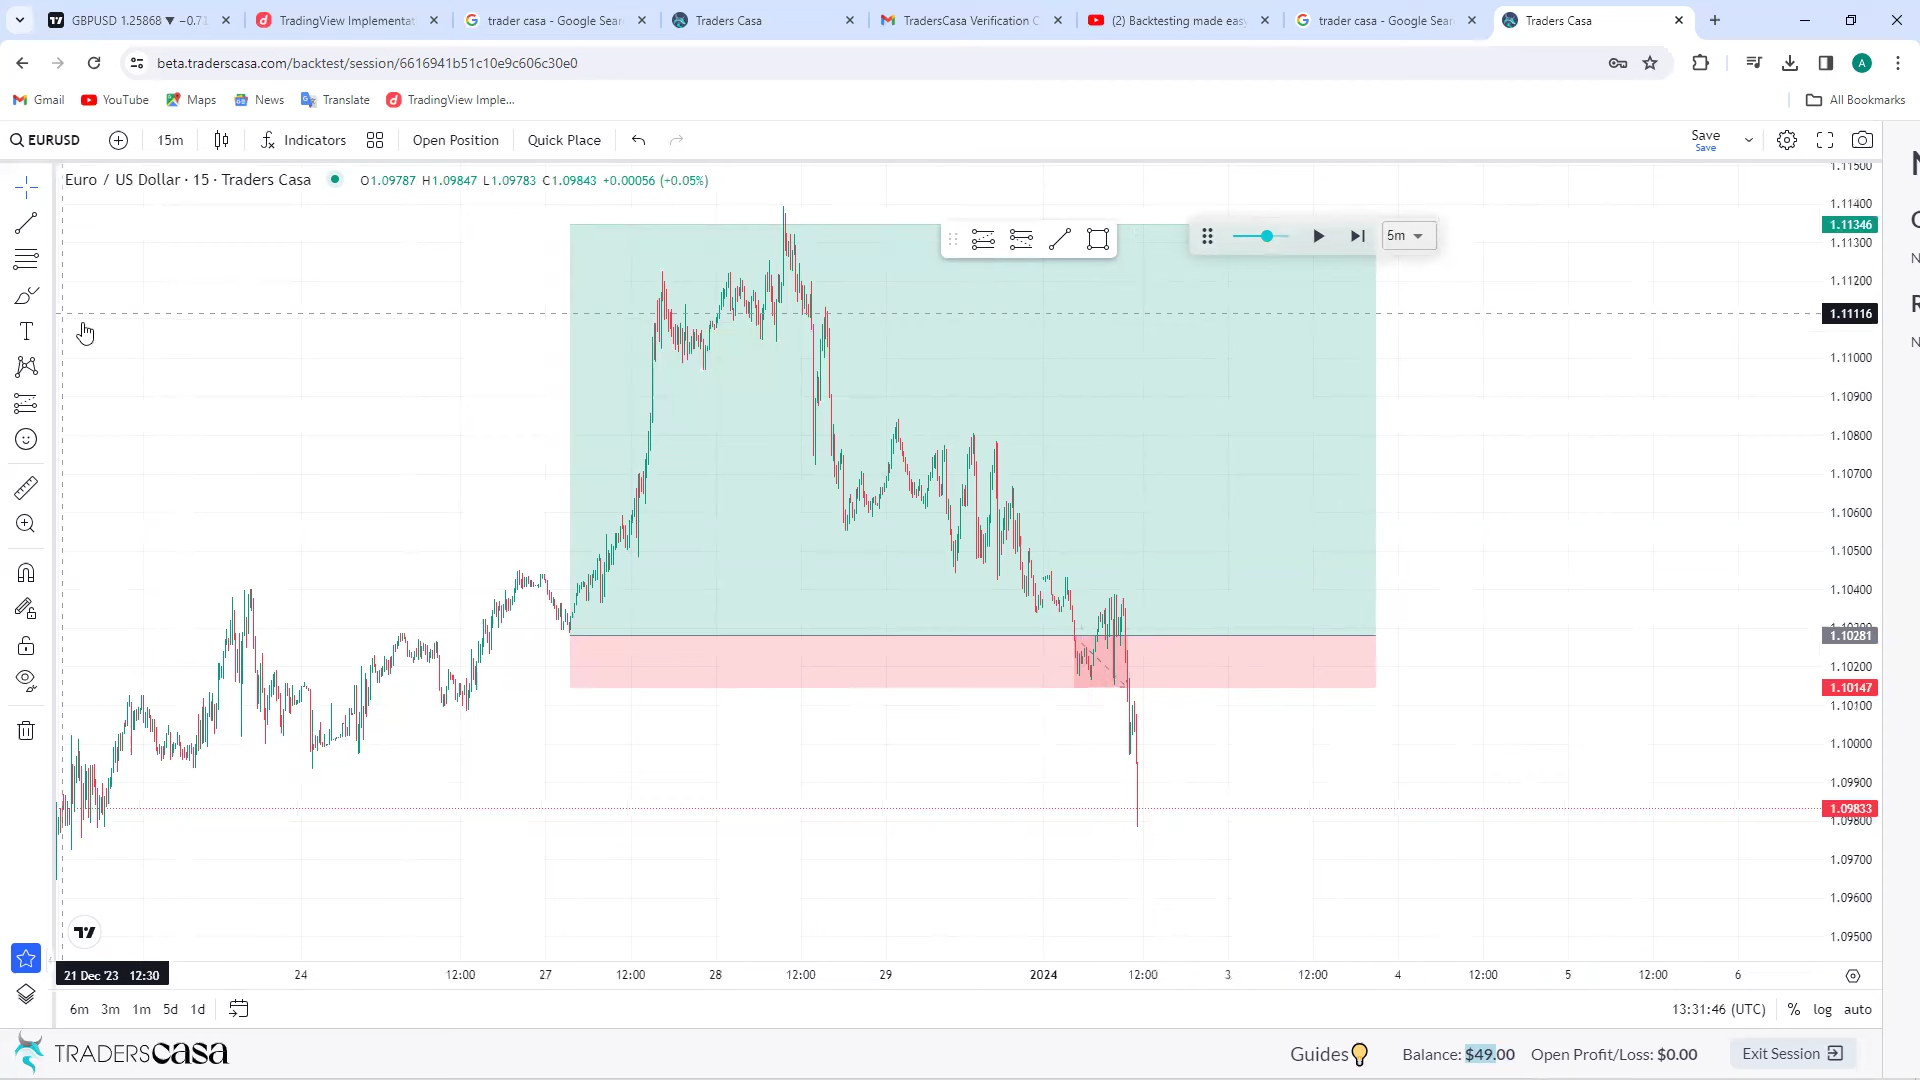 GBPUSD 1.25868 ▼ −0.7
TradingView Implementat
trader casa - Google Sear
Traders Casa
TradersCasa Verification C
(2) Backtesting made easy
trader casa - Google Sear
Traders Casa
beta.traderscasa.com/backtest/session/6616941b51c10e9c606c30e0
A
Gmail
YouTube
Maps
News
Translate
TradingView Imple...
All Bookmarks
EURUSD
15m
Indicators
Open Position
Quick Place
Save
Save
Euro / US Dollar · 15 · Traders Casa
O1.09787 H1.09847 L1.09783 C1.09843 +0.00056 (+0.05%)
5m
1.11500
1.11400
1.11346
1.11300
1.11200
1.11116
1.11000
1.10900
1.10800
1.10700
1.10600
1.10500
1.10400
1.10281
1.10200
1.10147
1.10100
1.10000
1.09900
1.09833
1.09800
1.09700
1.09600
1.09500
21 Dec '23 12:30
24
12:00
27
12:00
28
12:00
29
2024
12:00
3
12:00
4
12:00
5
12:00
6
6m 3m 1m 5d 1d
13:31:46 (UTC)
%
log
auto
TRADERSCASA
Guides
Balance: $49.00
Open Profit/Loss: $0.00
Exit Session